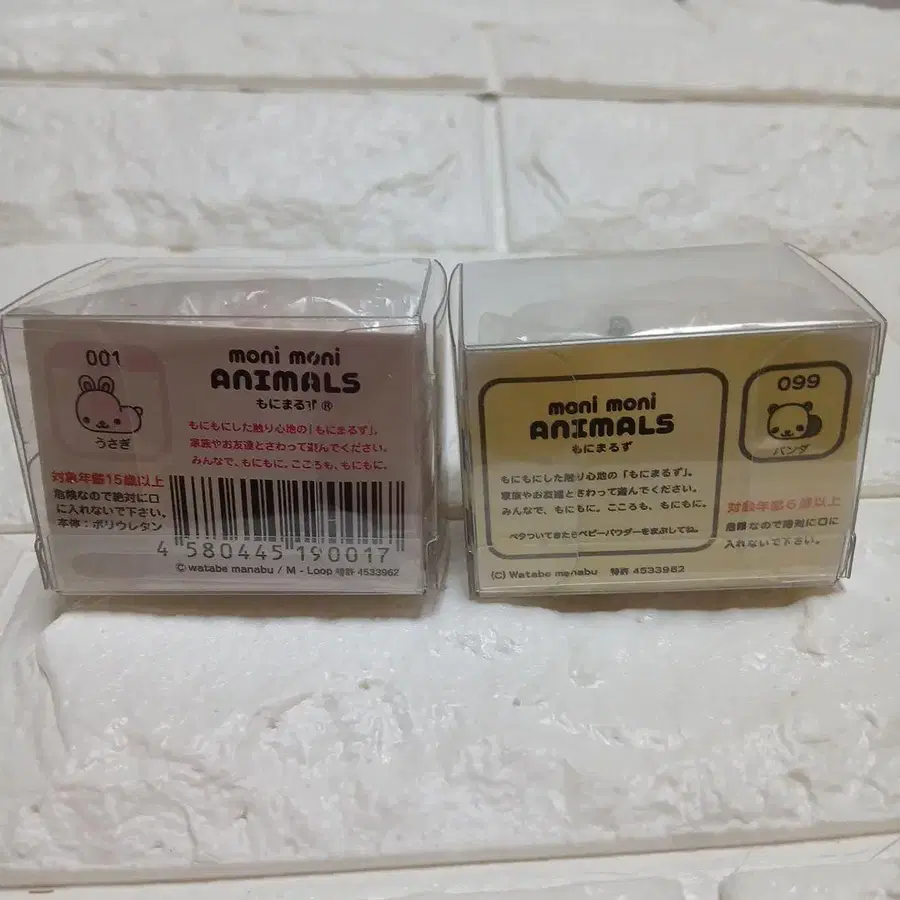 001
うさぎ
moni moni
ANIMALS
もにまるず®
もにもにした触り心地の「もにまるず」。
家族やお友達とさわって遊んでください。
みんなで、もにもに。こころも、もにもに。
対象年齢15歳以上
危険なので絶対に口
に入れないで下さい。
本体：ポリウレタン
4 580445 190017
© watabe manabu / M - Loop 特許 4533962
moni moni
ANIMALS
もにまるず
もにもにした触り心地の「もにまるず」。
家族やお友達とさわって遊んでください。
みんなで、もにもに。こころも、もにもに。
ベタついてきたらベビーパウダーをまぶしてね。
099
パンダ
対象年齢6歳以上
危険なので絶対に口に
入れないで下さい。
(C) Watabe manabu 特許 4533962